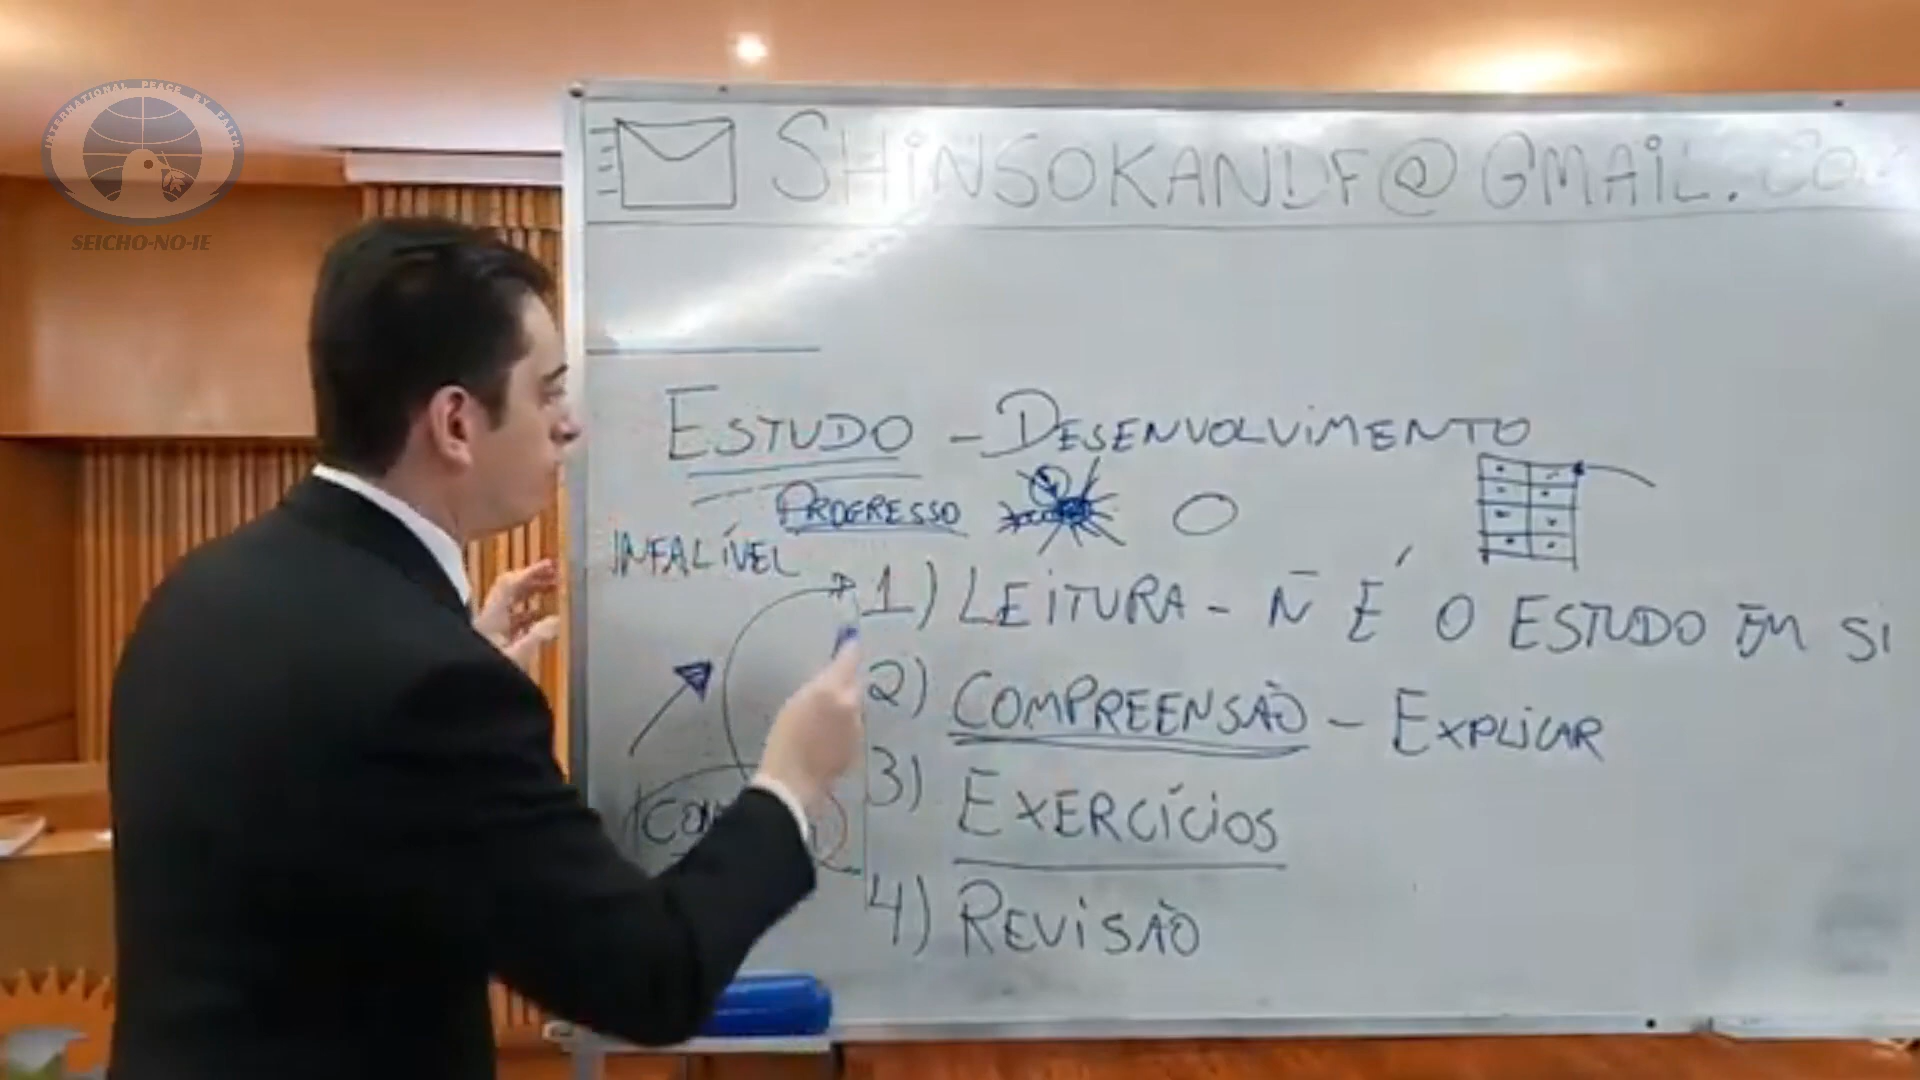 INTERNATIONAL PEACE BY FAITH
SEICHO-NO-IE
SHINSOKANDF@GMAIL.CO
ESTUDO - DESENVOLVIMENTO
PROGRESSO
INFALÍVEL
1) LEITURA - Ñ É O ESTUDO EM SI
2) COMPREENSÃO - EXPLICAR
3) EXERCÍCIOS
4) REVISÃO